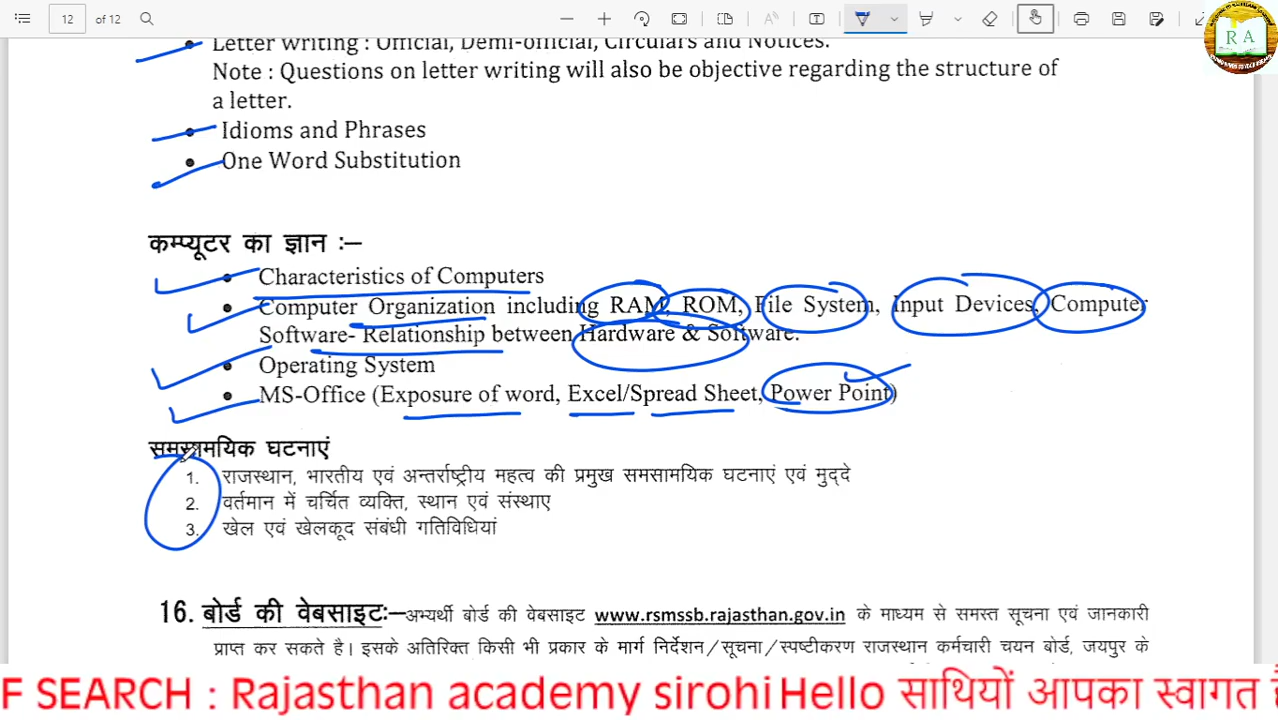 12 of 12
R A
Letter writing : Official, Demi-official, Circulars and Notices.
Note : Questions on letter writing will also be objective regarding the structure of
a letter.
• Idioms and Phrases
• One Word Substitution
कम्प्यूटर का ज्ञान :–
• Characteristics of Computers
• Computer Organization including RAM, ROM, File System, Input Devices, Computer
Software- Relationship between Hardware & Software.
• Operating System
• MS-Office (Exposure of word, Excel/Spread Sheet, Power Point)
समसामयिक घटनाएं
1. राजस्थान, भारतीय एवं अन्तर्राष्ट्रीय महत्व की प्रमुख समसामयिक घटनाएं एवं मुद्दे
2. वर्तमान में चर्चित व्यक्ति, स्थान एवं संस्थाए
3. खेल एवं खेलकूद संबंधी गतिविधियां
16. बोर्ड की वेबसाइटः–अभ्यर्थी बोर्ड की वेबसाइट www.rsmssb.rajasthan.gov.in के माध्यम से समस्त सूचना एवं जानकारी
प्राप्त कर सकते है। इसके अतिरिक्त किसी भी प्रकार के मार्ग निर्देशन/सूचना/स्पष्टीकरण राजस्थान कर्मचारी चयन बोर्ड, जयपुर के
F SEARCH : Rajasthan academy sirohi Hello साथियों आपका स्वागत है